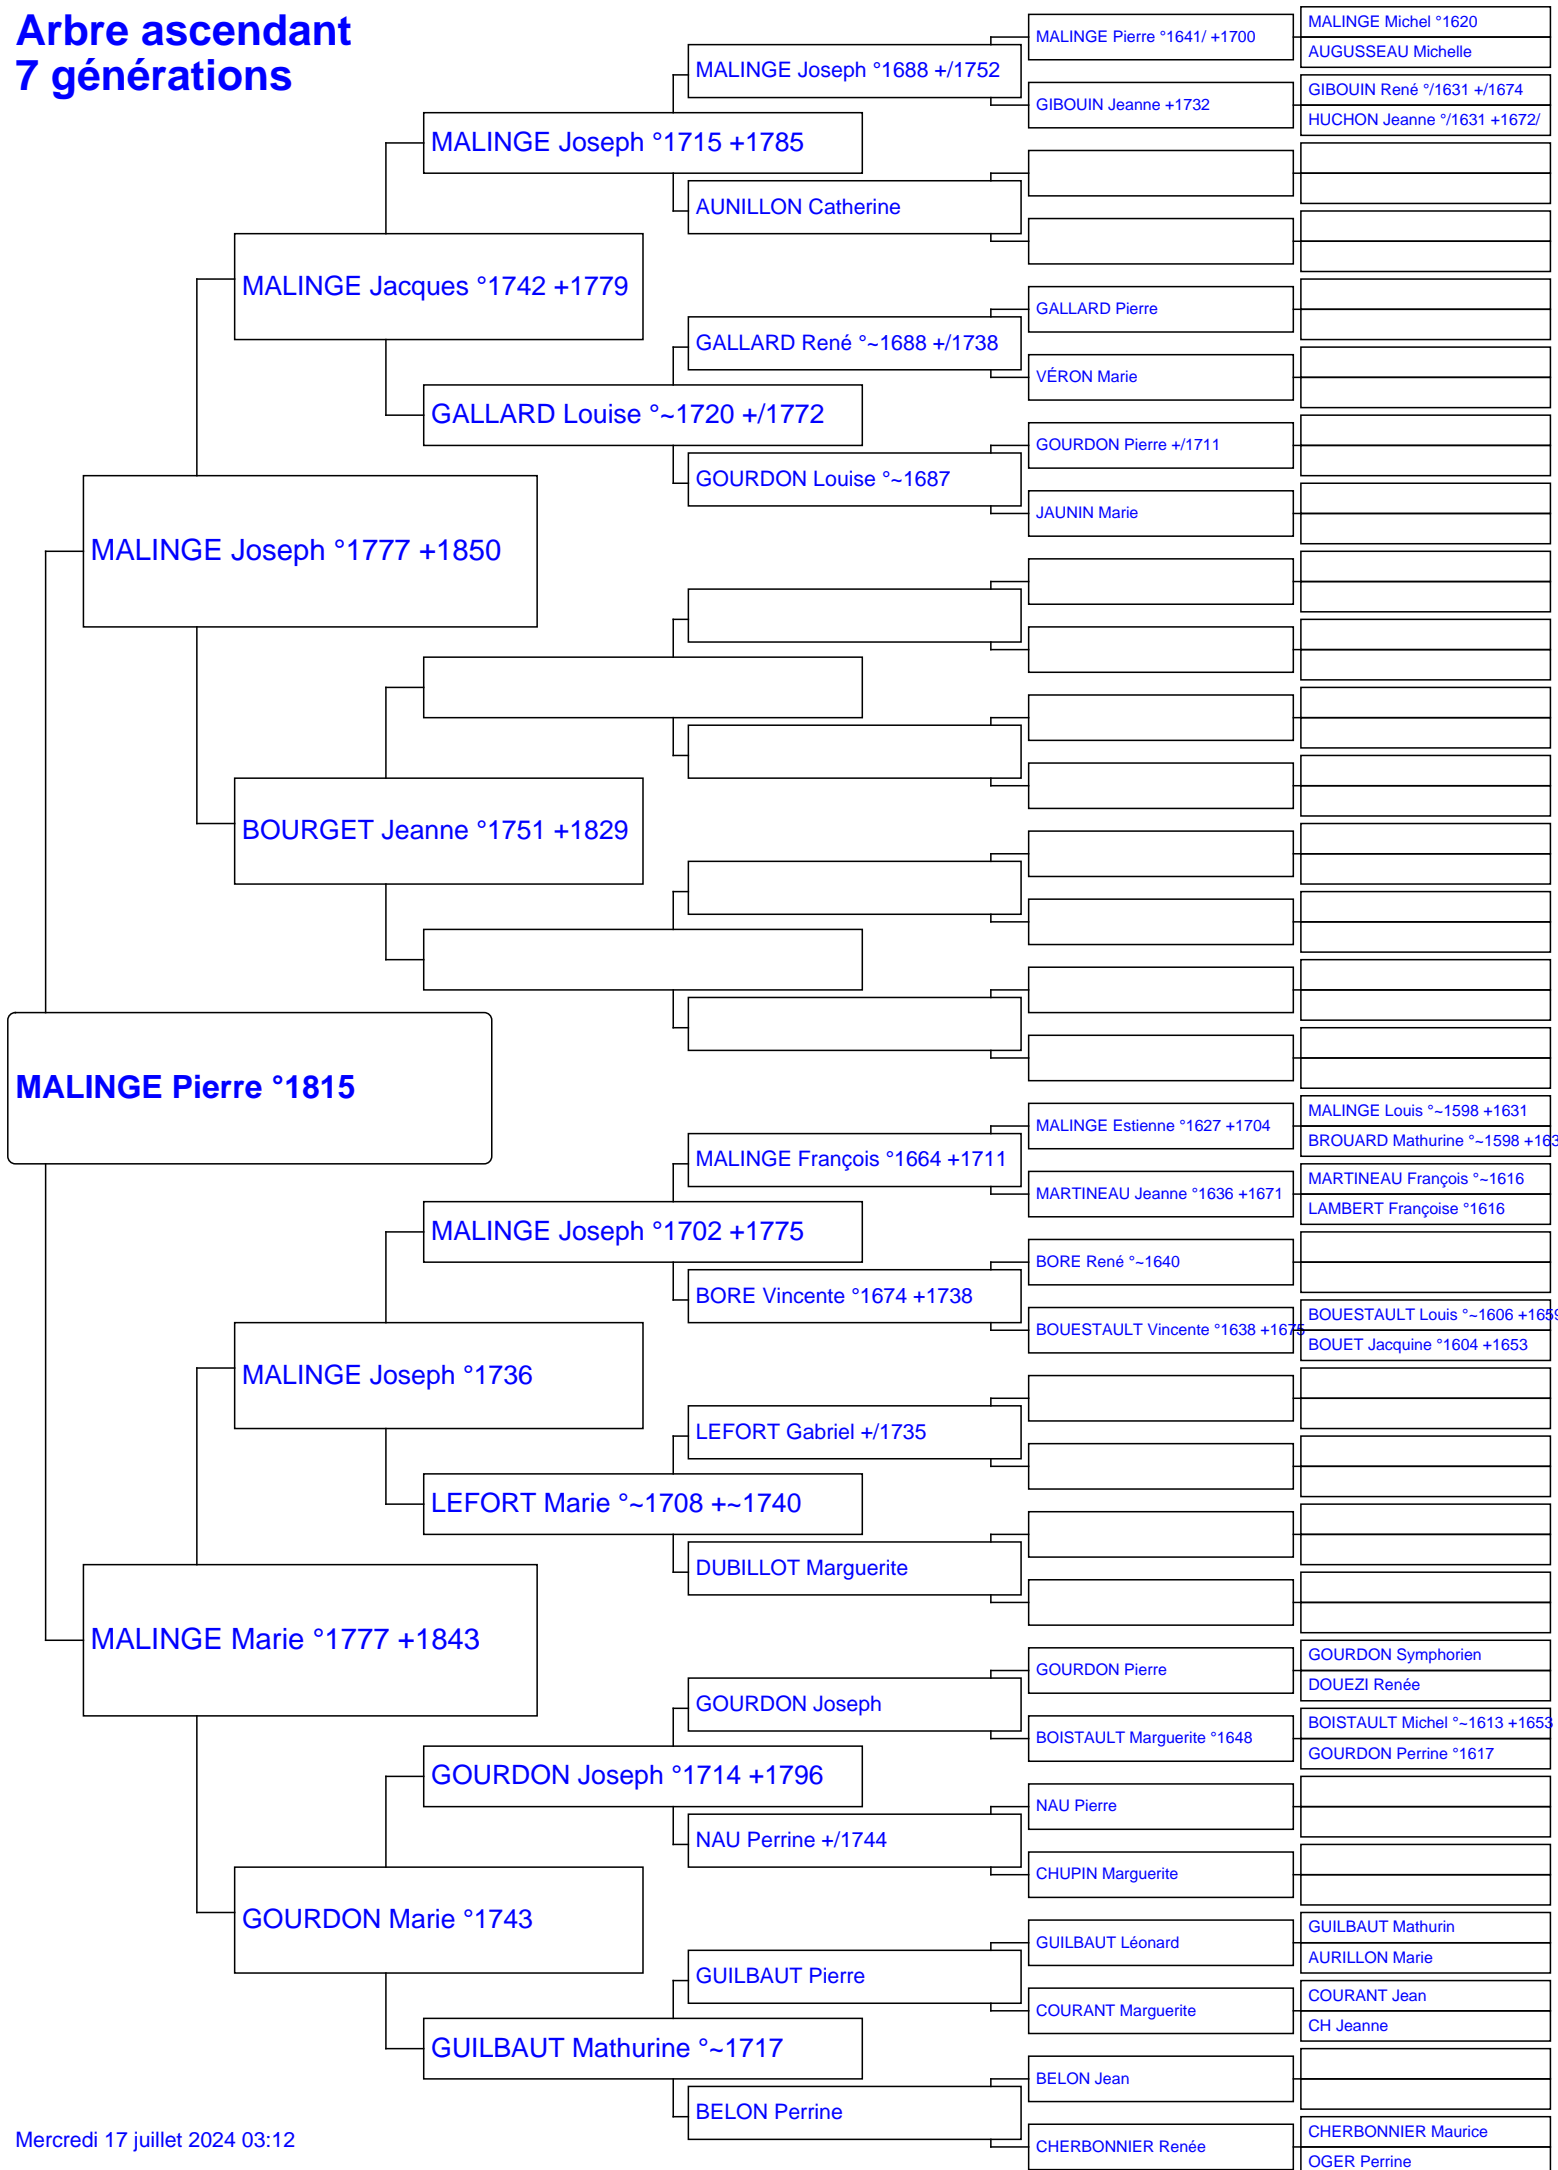 Arbre ascendant
7 générations
MALINGE Pierre °1815
MALINGE Joseph °1777 +1850
MALINGE Marie °1777 +1843
MALINGE Jacques °1742 +1779
BOURGET Jeanne °1751 +1829
MALINGE Joseph °1736
GOURDON Marie °1743
MALINGE Joseph °1715 +1785
GALLARD Louise °~1720 +/1772
MALINGE Joseph °1702 +1775
LEFORT Marie °~1708 +~1740
GOURDON Joseph °1714 +1796
GUILBAUT Mathurine °~1717
MALINGE Joseph °1688 +/1752
AUNILLON Catherine
GALLARD René °~1688 +/1738
GOURDON Louise °~1687
MALINGE François °1664 +1711
BORE Vincente °1674 +1738
LEFORT Gabriel +/1735
DUBILLOT Marguerite
GOURDON Joseph
NAU Perrine +/1744
GUILBAUT Pierre
BELON Perrine
MALINGE Pierre °1641/ +1700
GIBOUIN Jeanne +1732
GALLARD Pierre
VÉRON Marie
GOURDON Pierre +/1711
JAUNIN Marie
MALINGE Estienne °1627 +1704
MARTINEAU Jeanne °1636 +1671
BORE René °~1640
BOUESTAULT Vincente °1638 +1675
GOURDON Pierre
BOISTAULT Marguerite °1648
NAU Pierre
CHUPIN Marguerite
GUILBAUT Léonard
COURANT Marguerite
BELON Jean
CHERBONNIER Renée
MALINGE Michel °1620
AUGUSSEAU Michelle
GIBOUIN René °/1631 +/1674
HUCHON Jeanne °/1631 +1672/
MALINGE Louis °~1598 +1631
BROUARD Mathurine °~1598 +163
MARTINEAU François °~1616
LAMBERT Françoise °1616
BOUESTAULT Louis °~1606 +1659
BOUET Jacquine °1604 +1653
GOURDON Symphorien
DOUEZI Renée
BOISTAULT Michel °~1613 +1653
GOURDON Perrine °1617
GUILBAUT Mathurin
AURILLON Marie
COURANT Jean
CH Jeanne
CHERBONNIER Maurice
OGER Perrine
Mercredi 17 juillet 2024 03:12